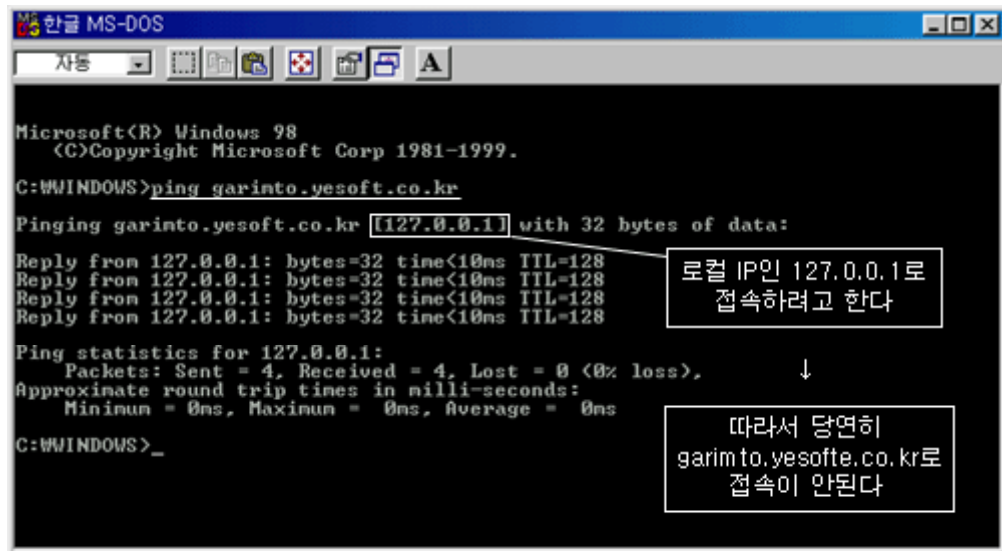 한글 MS-DOS
자동
A
Microsoft(R) Windows 98
(C)Copyright Microsoft Corp 1981-1999.
C:₩WINDOWS>ping garimto.yesoft.co.kr
Pinging garimto.yesoft.co.kr [127.0.0.1] with 32 bytes of data:
Reply from 127.0.0.1: bytes=32 time<10ms TTL=128
Reply from 127.0.0.1: bytes=32 time<10ms TTL=128
Reply from 127.0.0.1: bytes=32 time<10ms TTL=128
Reply from 127.0.0.1: bytes=32 time<10ms TTL=128
로컬 IP인 127.0.0.1로
접속하려고 한다
Ping statistics for 127.0.0.1:
Packets: Sent = 4, Received = 4, Lost = 0 (0% loss),
Approximate round trip times in milli-seconds:
Minimum = 0ms, Maximum = 0ms, Average = 0ms
C:₩WINDOWS>_
↓
따라서 당연히
garimto.yesofte.co.kr로
접속이 안된다